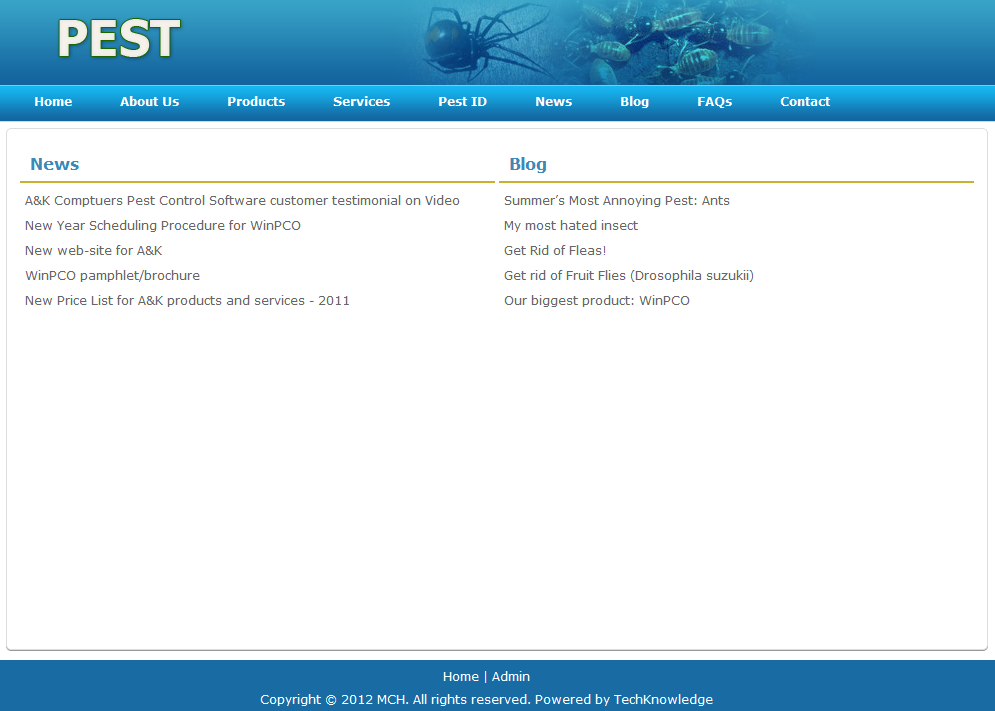 PEST
Home About Us Products Services Pest ID News Blog FAQs Contact
News
A&K Comptuers Pest Control Software customer testimonial on Video
New Year Scheduling Procedure for WinPCO
New web-site for A&K
WinPCO pamphlet/brochure
New Price List for A&K products and services - 2011
Blog
Summer’s Most Annoying Pest: Ants
My most hated insect
Get Rid of Fleas!
Get rid of Fruit Flies (Drosophila suzukii)
Our biggest product: WinPCO
Home | Admin
Copyright © 2012 MCH. All rights reserved. Powered by TechKnowledge